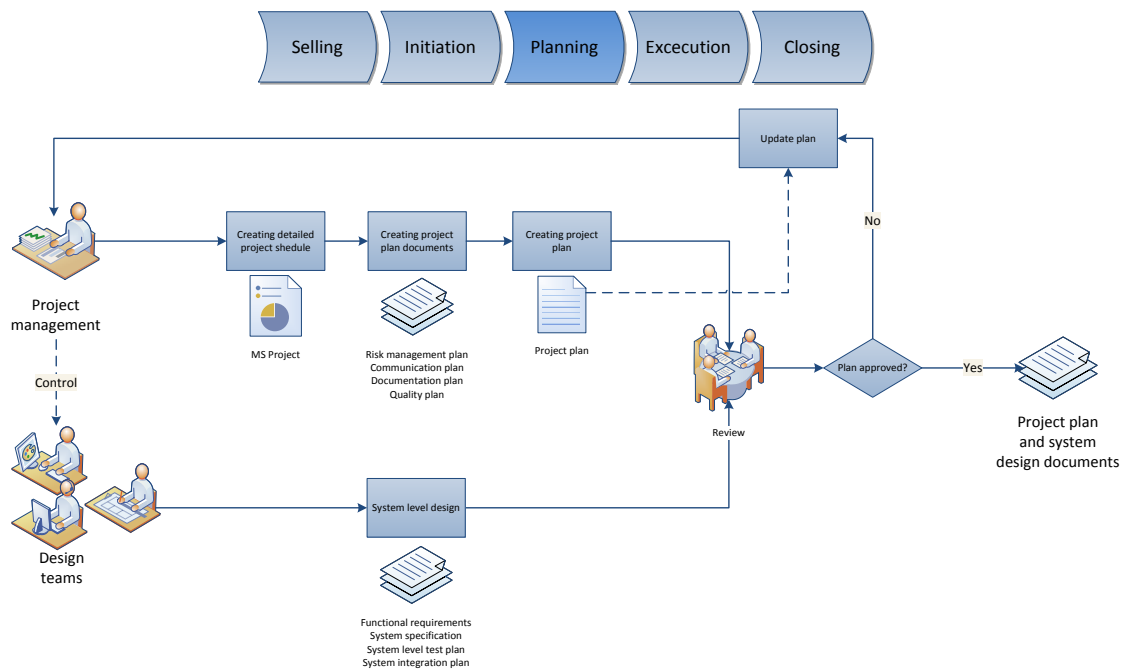 Selling
Initiation
Planning
Excecution
Closing
Update plan
No
Creating detailed
project shedule
Creating project
plan documents
Creating project
plan
Project
management
MS Project
Risk management plan
Communication plan
Documentation plan
Quality plan
Project plan
Plan approved?
Yes
Control
Review
Project plan
and system
design documents
System level design
Design
teams
Functional requirements
System specification
System level test plan
System integration plan